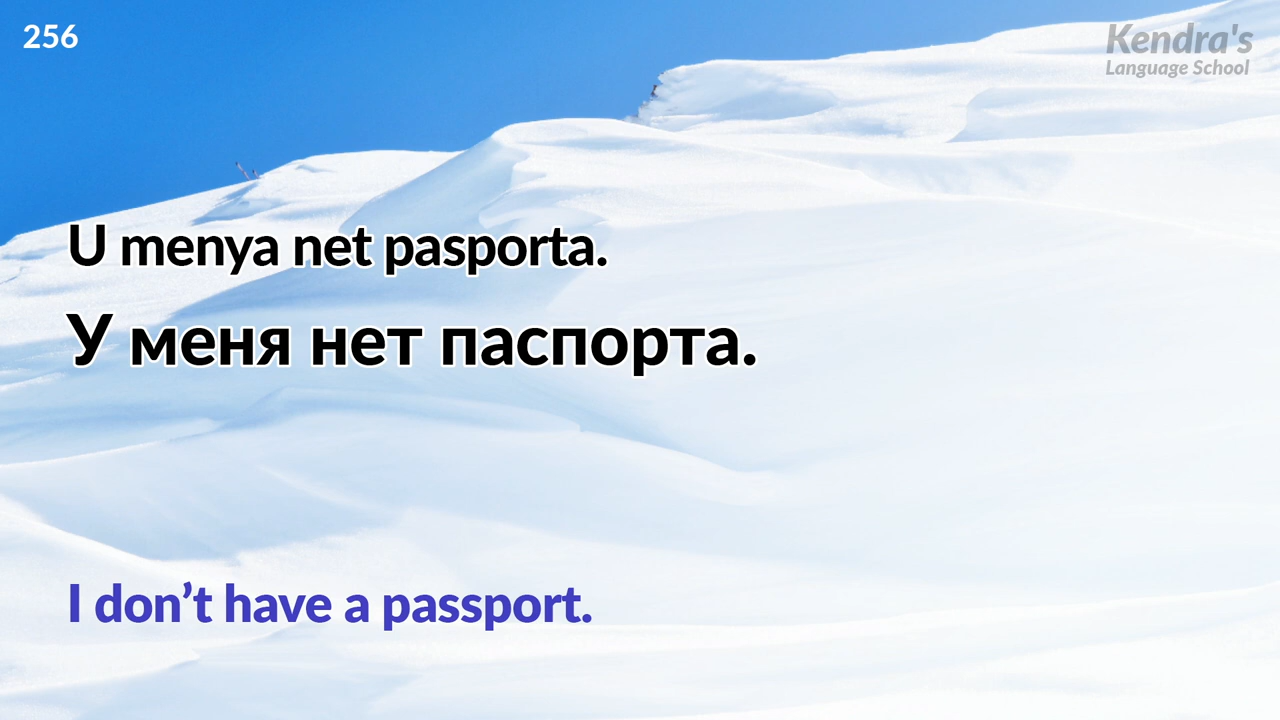 256
Kendra's
Language School
U menya net pasporta.
У меня нет паспорта.
I don’t have a passport.